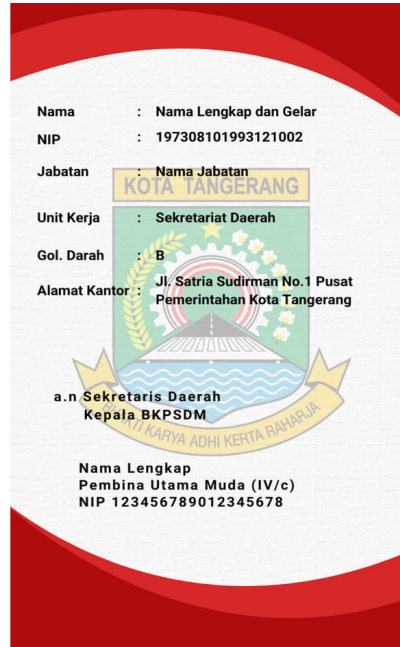 Nama : Nama Lengkap dan Gelar
NIP : 197308101993121002
Jabatan : Nama Jabatan
KOTA TANGERANG
Unit Kerja : Sekretariat Daerah
Gol. Darah : B
Alamat Kantor : Jl. Satria Sudirman No.1 Pusat
Pemerintahan Kota Tangerang
a.n Sekretaris Daerah
Kepala BKPSDM
BHAKTI KARYA ADHI KERTA RAHARJA
Nama Lengkap
Pembina Utama Muda (IV/c)
NIP 123456789012345678